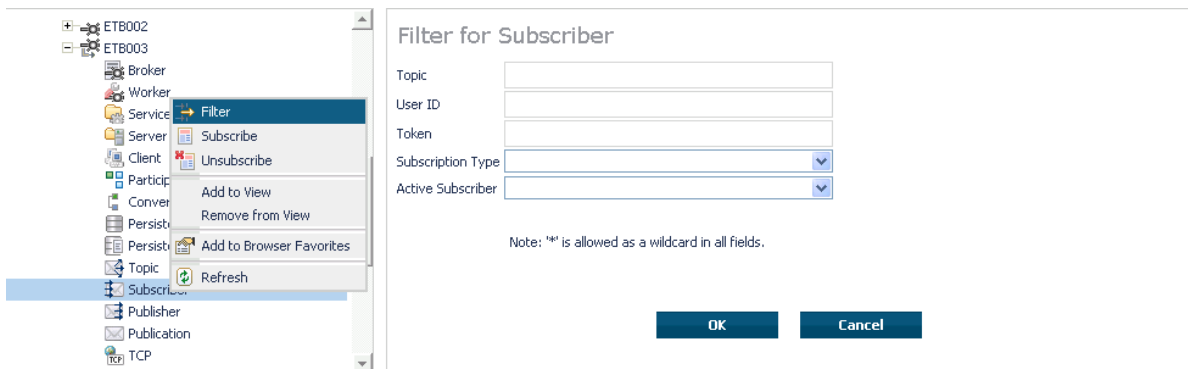 ETB002
ETB003
Broker
Worker
Service
Server
Client
Particip
Conver
Persist
Persist
Topic
Subscriber
Publisher
Publication
TCP
Filter
Subscribe
Unsubscribe
Add to View
Remove from View
Add to Browser Favorites
Refresh
Filter for Subscriber
Topic
User ID
Token
Subscription Type
Active Subscriber
Note: '*' is allowed as a wildcard in all fields.
OK
Cancel